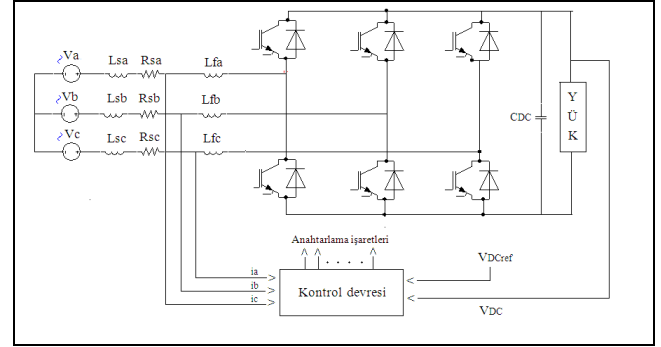 Va Lsa Rsa Lfa
Vb Lsb Rsb Lfb
Vc Lsc Rsc Lfc
CDC
Y
Ü
K
Anahtarlama işaretleri
ia
ib
ic
Kontrol devresi
VDCref
VDC